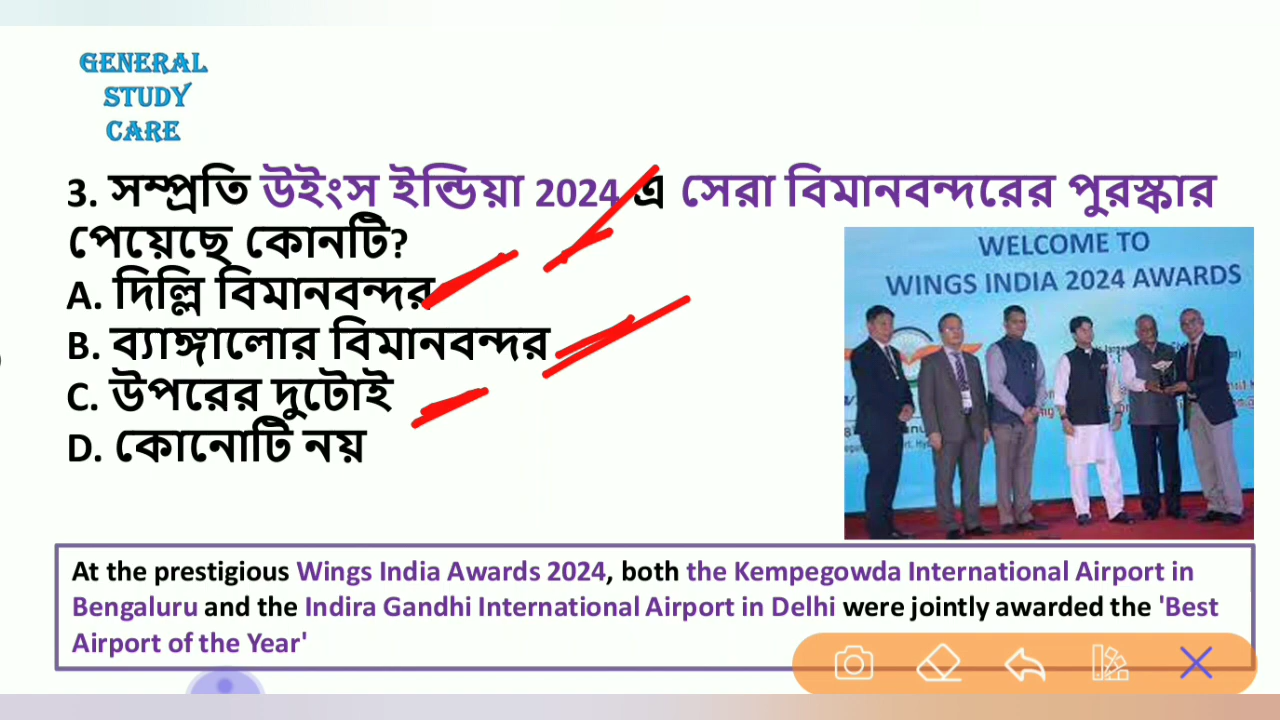 GENERAL
STUDY
CARE
3. সম্প্রতি উইংস ইন্ডিয়া 2024 এ সেরা বিমানবন্দরের পুরস্কার
পেয়েছে কোনটি?
A. দিল্লি বিমানবন্দর
B. ব্যাঙ্গালোর বিমানবন্দর
C. উপরের দুটোই
D. কোনোটি নয়
WELCOME TO
WINGS INDIA 2024 AWARDS
At the prestigious Wings India Awards 2024, both the Kempegowda International Airport in
Bengaluru and the Indira Gandhi International Airport in Delhi were jointly awarded the 'Best
Airport of the Year'